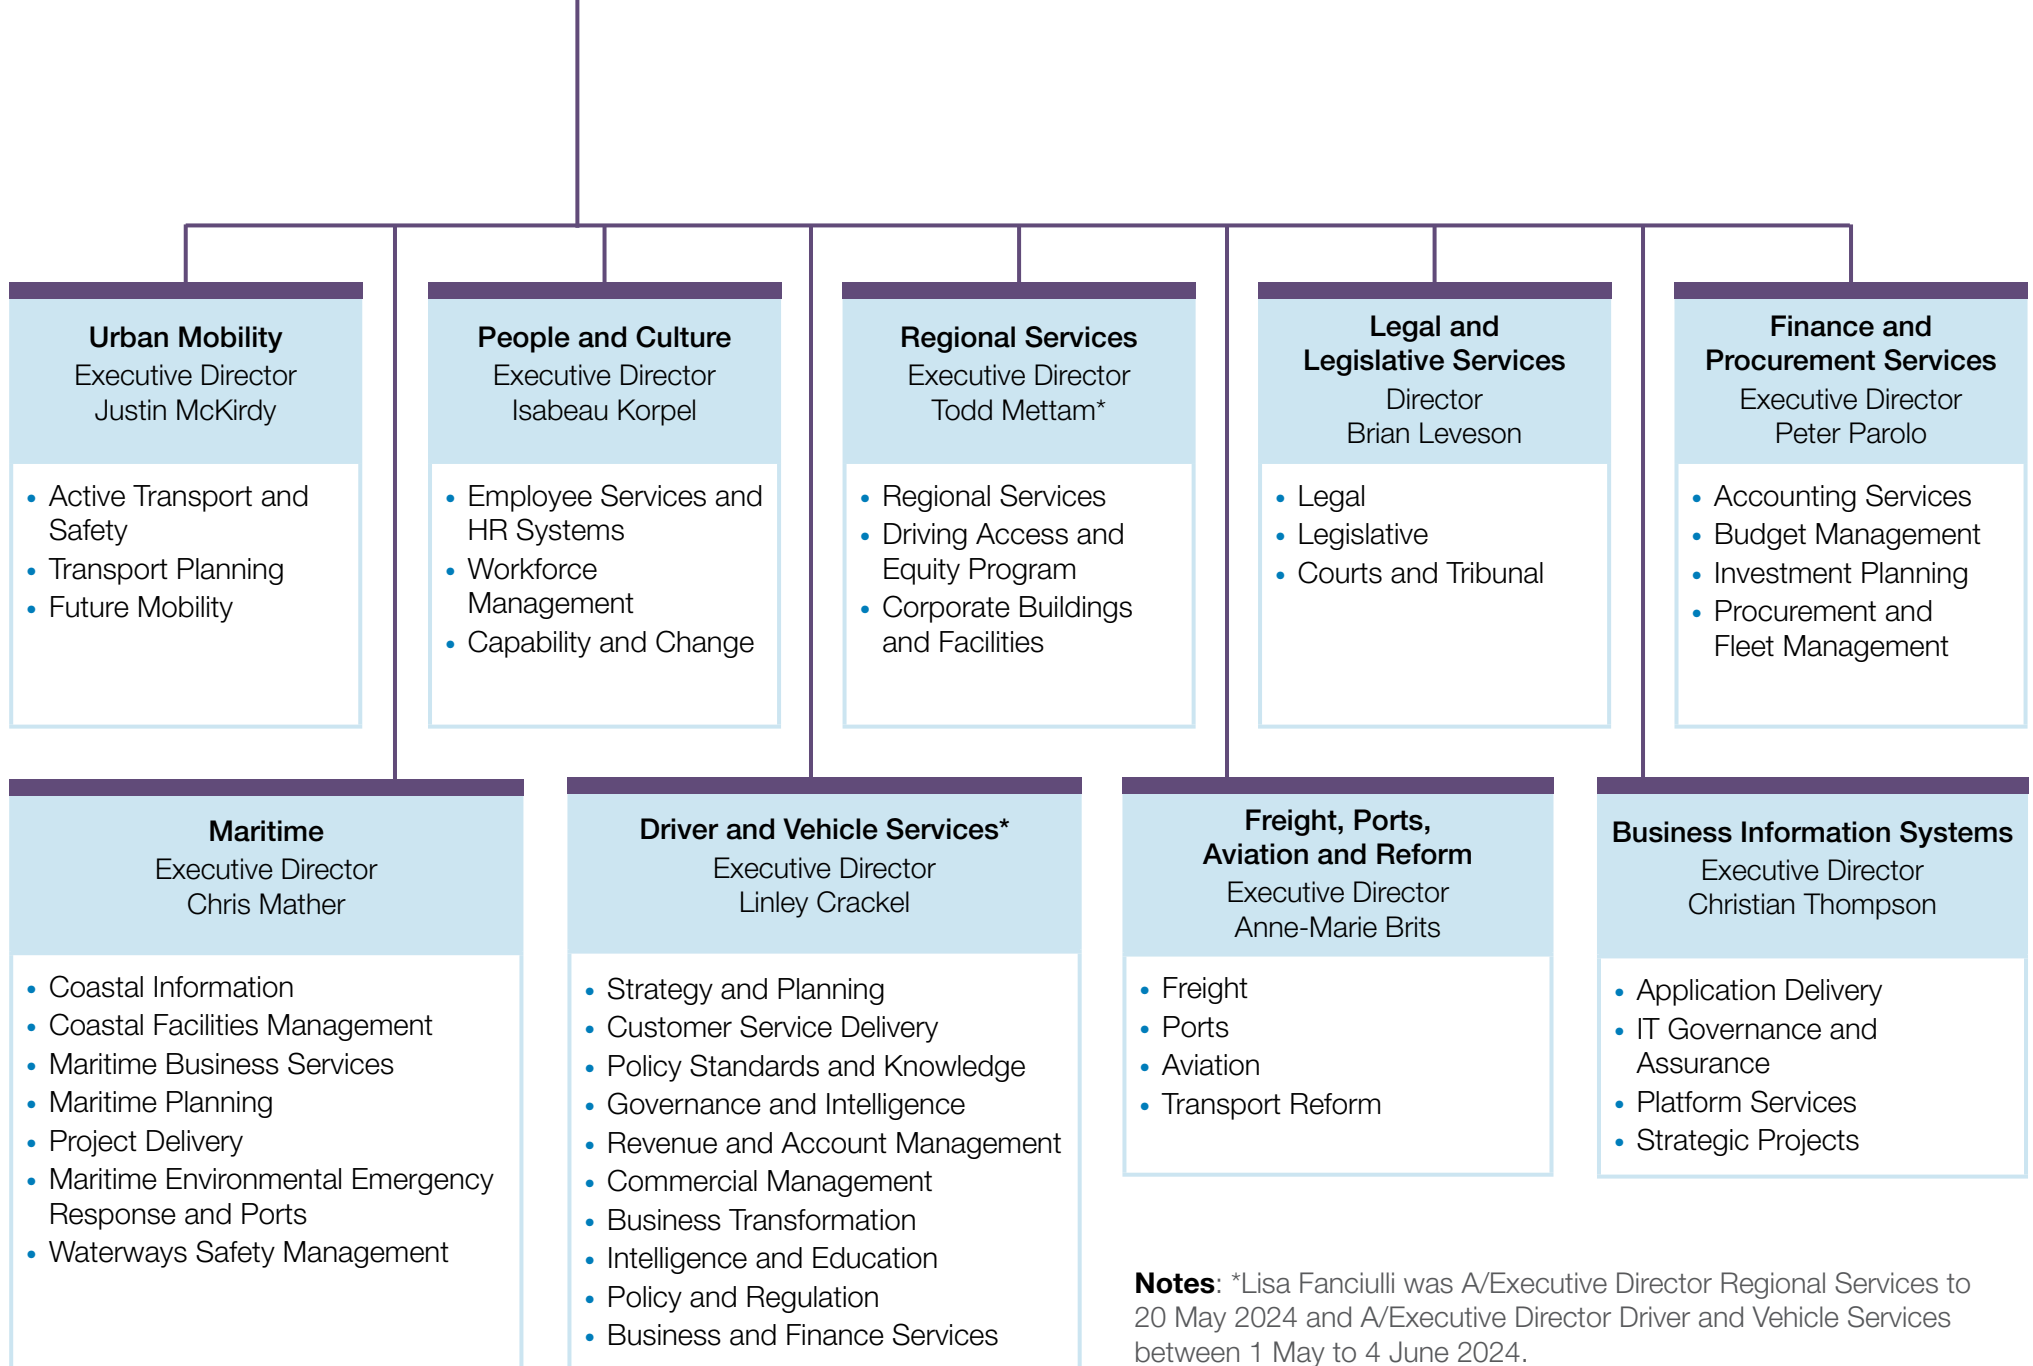 Urban Mobility
Executive Director
Justin McKirdy
• Active Transport and
Safety
• Transport Planning
• Future Mobility
People and Culture
Executive Director
Isabeau Korpel
• Employee Services and
HR Systems
• Workforce
Management
• Capability and Change
Regional Services
Executive Director
Todd Mettam*
• Regional Services
• Driving Access and
Equity Program
• Corporate Buildings
and Facilities
Legal and
Legislative Services
Director
Brian Leveson
• Legal
• Legislative
• Courts and Tribunal
Finance and
Procurement Services
Executive Director
Peter Parolo
• Accounting Services
• Budget Management
• Investment Planning
• Procurement and
Fleet Management
Maritime
Executive Director
Chris Mather
• Coastal Information
• Coastal Facilities Management
• Maritime Business Services
• Maritime Planning
• Project Delivery
• Maritime Environmental Emergency
Response and Ports
• Waterways Safety Management
Driver and Vehicle Services*
Executive Director
Linley Crackel
• Strategy and Planning
• Customer Service Delivery
• Policy Standards and Knowledge
• Governance and Intelligence
• Revenue and Account Management
• Commercial Management
• Business Transformation
• Intelligence and Education
• Policy and Regulation
• Business and Finance Services
Freight, Ports,
Aviation and Reform
Executive Director
Anne-Marie Brits
• Freight
• Ports
• Aviation
• Transport Reform
Business Information Systems
Executive Director
Christian Thompson
• Application Delivery
• IT Governance and
Assurance
• Platform Services
• Strategic Projects
Notes: *Lisa Fanciulli was A/Executive Director Regional Services to
20 May 2024 and A/Executive Director Driver and Vehicle Services
between 1 May to 4 June 2024.